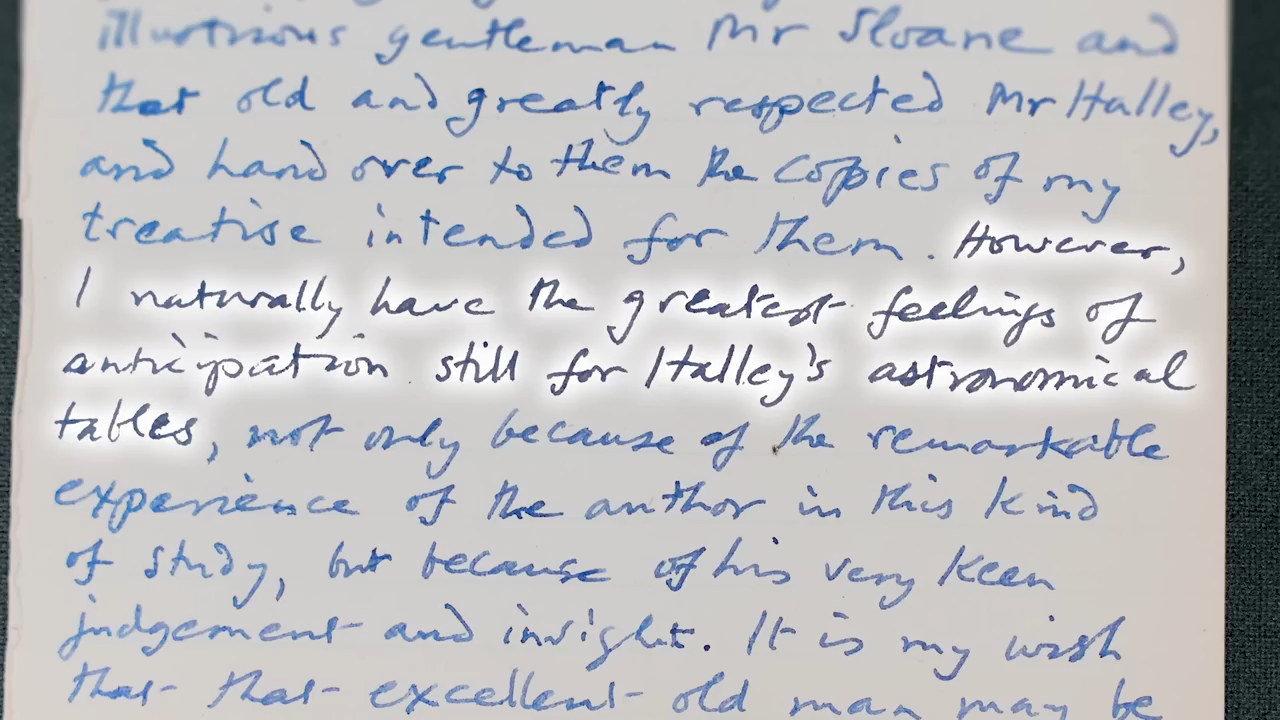 illustrious gentleman Mr Sloane and
that old and greatly respected Mr Halley,
and hand over to them the copies of my
treatise intended for them. However,
I naturally have the greatest feelings of
anticipation still for Halley's astronomical
tables, not only because of the remarkable
experience of the author in this kind
of study, but because of his very keen
judgement and insight. It is my wish
that that excellent old man may be